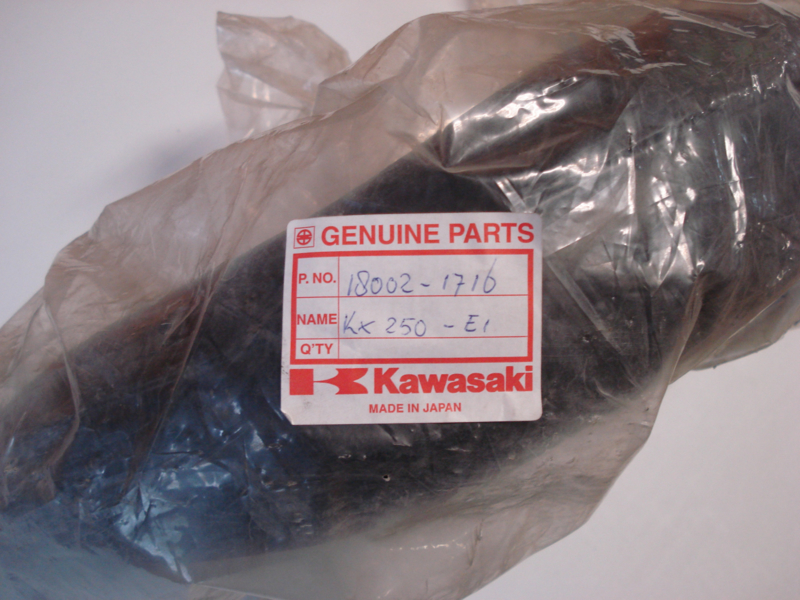 GENUINE PARTS
P. NO. 18002-1716
NAME KX 250 - E1
Q'TY
Kawasaki
MADE IN JAPAN